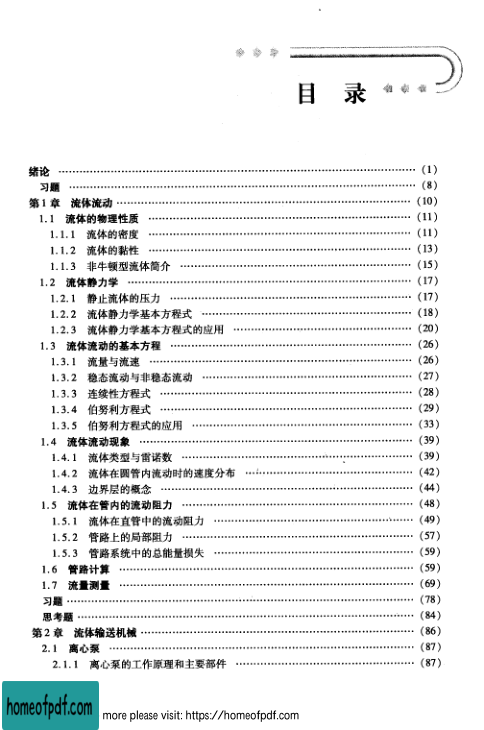 目 录
绪论 (1)
习题 (8)
第1章 流体流动 (10)
1.1 流体的物理性质 (11)
1.1.1 流体的密度 (11)
1.1.2 流体的黏性 (13)
1.1.3 非牛顿型流体简介 (15)
1.2 流体静力学 (17)
1.2.1 静止流体的压力 (17)
1.2.2 流体静力学基本方程式 (18)
1.2.3 流体静力学基本方程式的应用 (20)
1.3 流体流动的基本方程 (26)
1.3.1 流量与流速 (26)
1.3.2 稳态流动与非稳态流动 (27)
1.3.3 连续性方程式 (28)
1.3.4 伯努利方程式 (29)
1.3.5 伯努利方程式的应用 (33)
1.4 流体流动现象 (39)
1.4.1 流体类型与雷诺数 (39)
1.4.2 流体在圆管内流动时的速度分布 (42)
1.4.3 边界层的概念 (44)
1.5 流体在管内的流动阻力 (48)
1.5.1 流体在直管中的流动阻力 (49)
1.5.2 管路上的局部阻力 (57)
1.5.3 管路系统中的总能量损失 (59)
1.6 管路计算 (59)
1.7 流量测量 (69)
习题 (78)
思考题 (84)
第2章 流体输送机械 (86)
2.1 离心泵 (87)
2.1.1 离心泵的工作原理和主要部件 (87)
homeofpdf.com
more please visit: https://homeofpdf.com